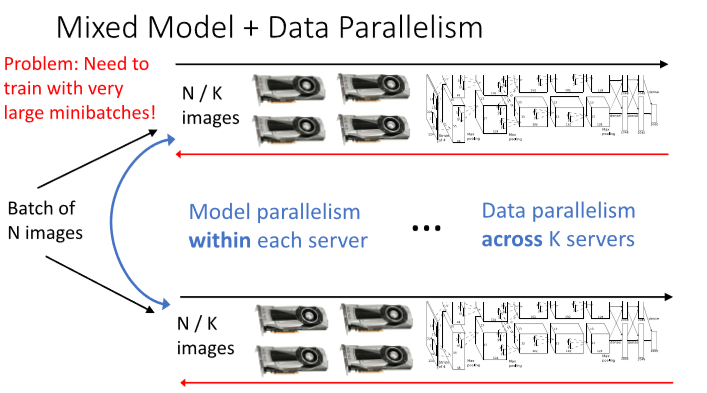 Mixed Model + Data Parallelism
Problem: Need to
train with very
large minibatches!
N / K
images
Batch of
N images
Model parallelism
within each server
...
Data parallelism
across K servers
N / K
images